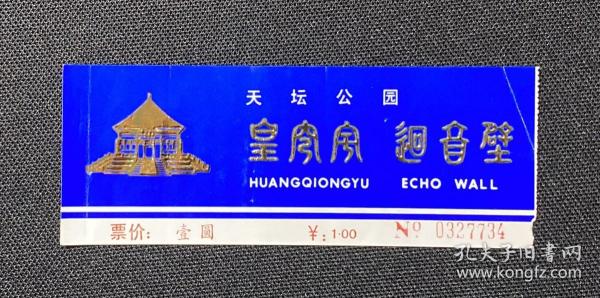 天坛公园
皇穹宇 迴音壁
HUANGQIONGYU ECHO WALL
票价: 壹圆 ¥: 1·00 Nº 0327734
孔夫子旧书网
www.kongfz.com